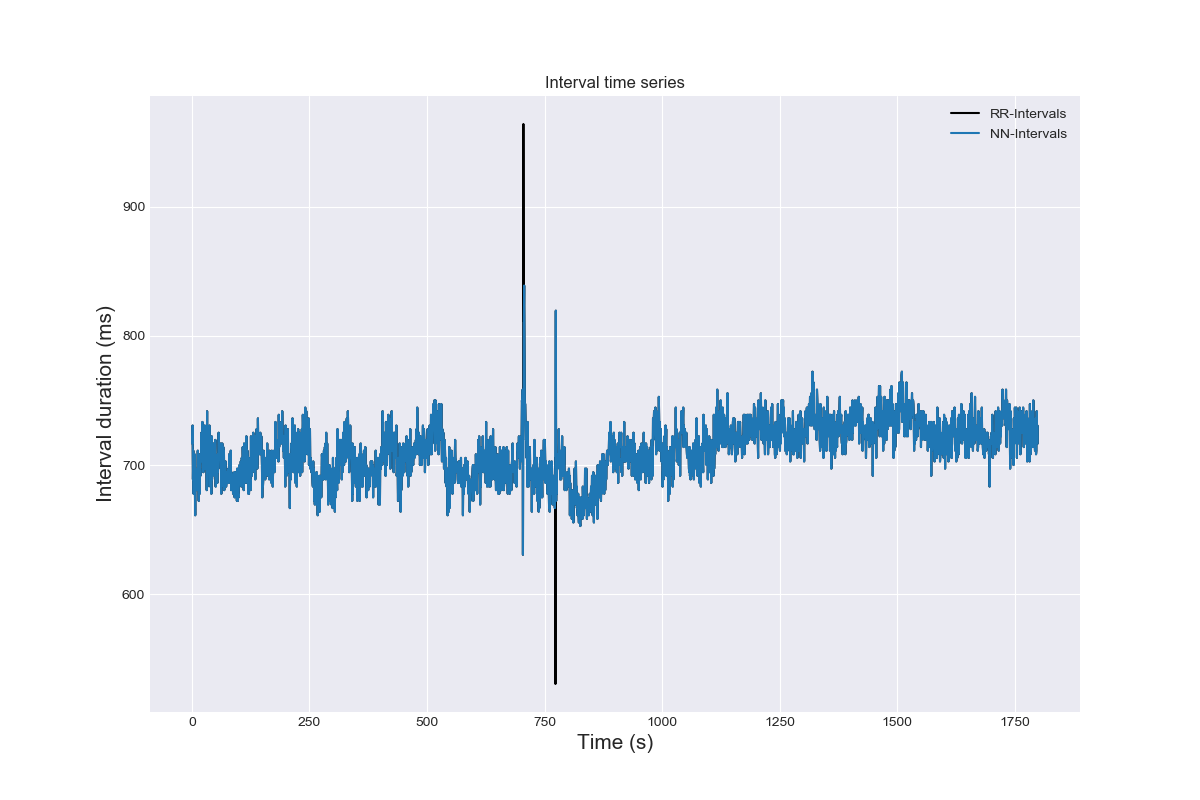 Interval time series
RR-Intervals
NN-Intervals
Interval duration (ms)
900
800
700
600
0
250
500
750
1000
1250
1500
1750
Time (s)